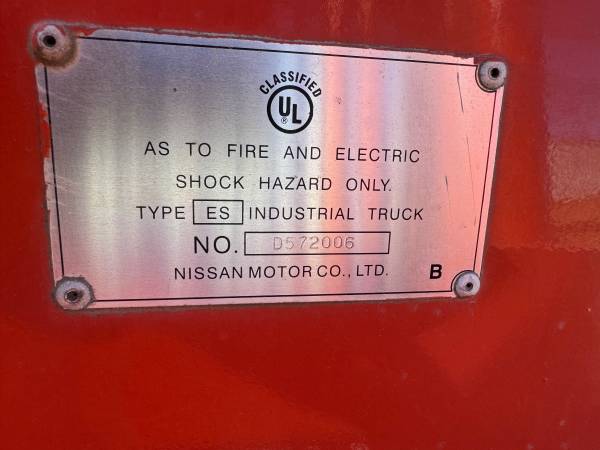 CLASSIFIED
UL®
AS TO FIRE AND ELECTRIC
SHOCK HAZARD ONLY.
TYPE ES INDUSTRIAL TRUCK
NO. D572006
NISSAN MOTOR CO., LTD. B